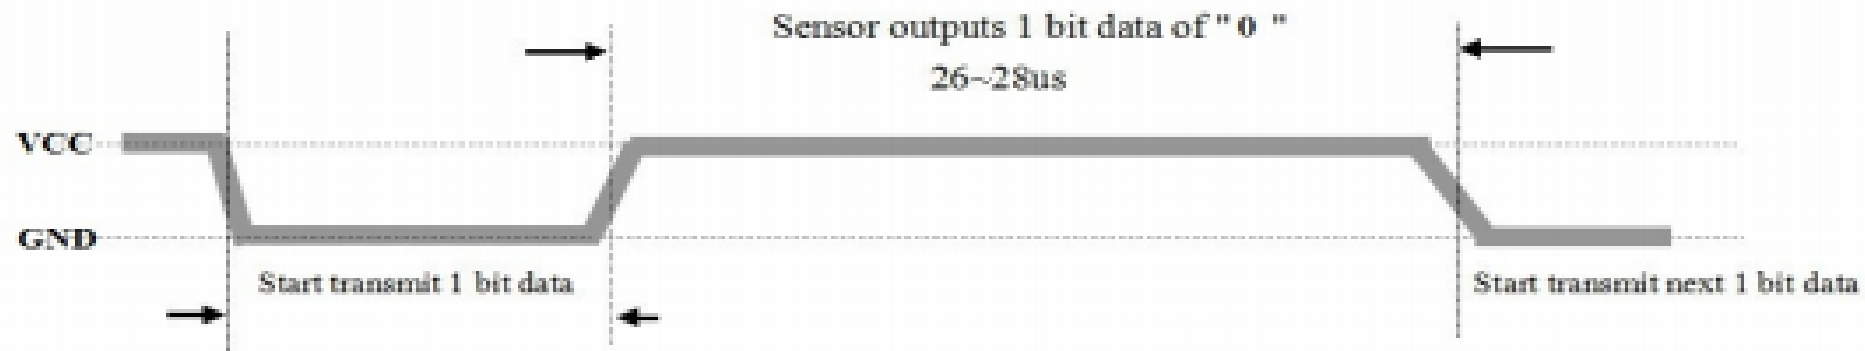 Sensor outputs 1 bit data of " 0 "
26~28us
VCC
GND
Start transmit 1 bit data
Start transmit next 1 bit data